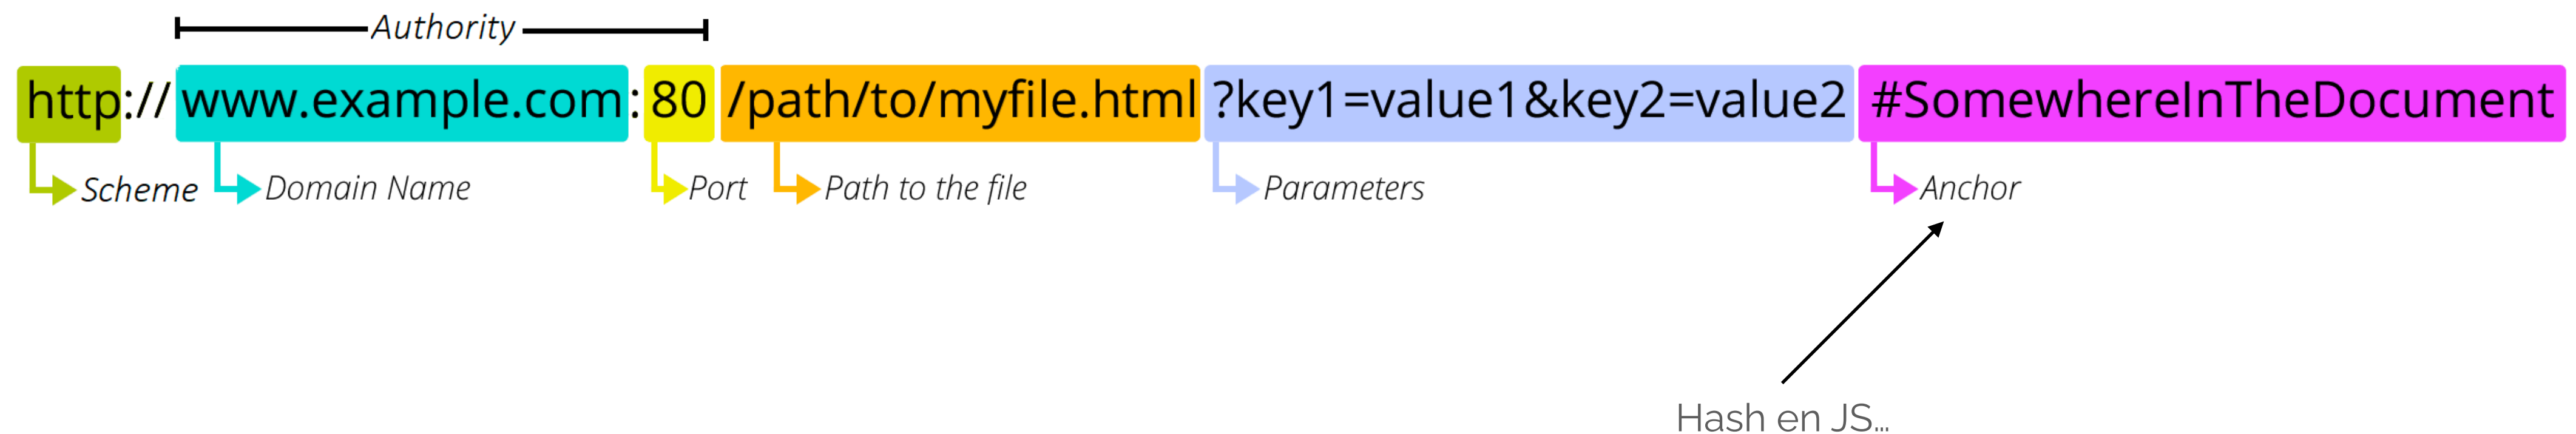 Authority
http://www.example.com:80/path/to/myfile.html?key1=value1&key2=value2#SomewhereInTheDocument
Scheme Domain Name Port Path to the file Parameters Anchor
Hash en JS...